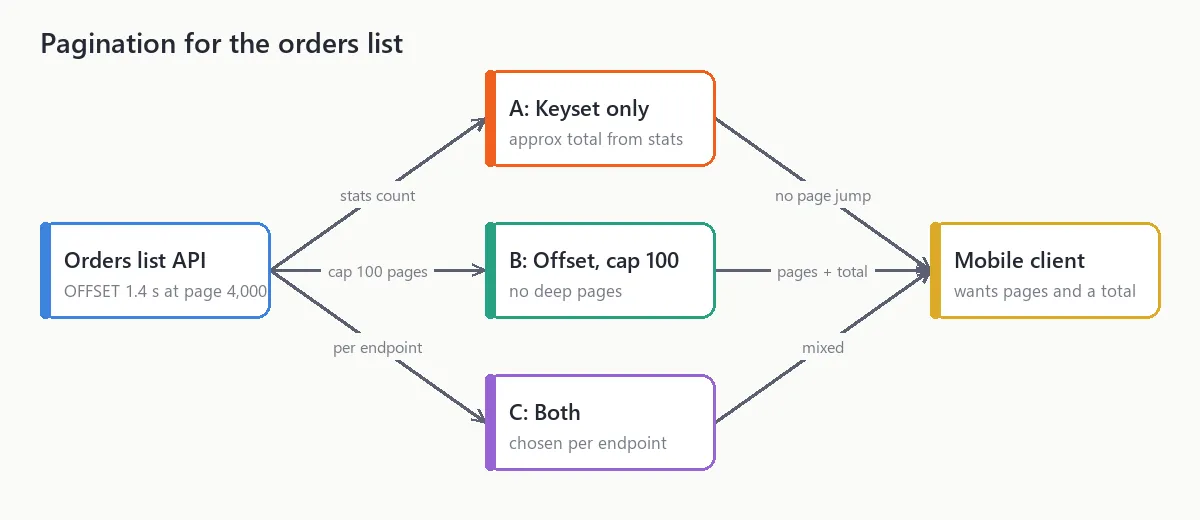 Pagination for the orders list
A: Keyset only
approx total from stats
stats count
no page jump
Orders list API
OFFSET 1.4 s at page 4,000
cap 100 pages
B: Offset, cap 100
no deep pages
pages + total
Mobile client
wants pages and a total
per endpoint
mixed
C: Both
chosen per endpoint